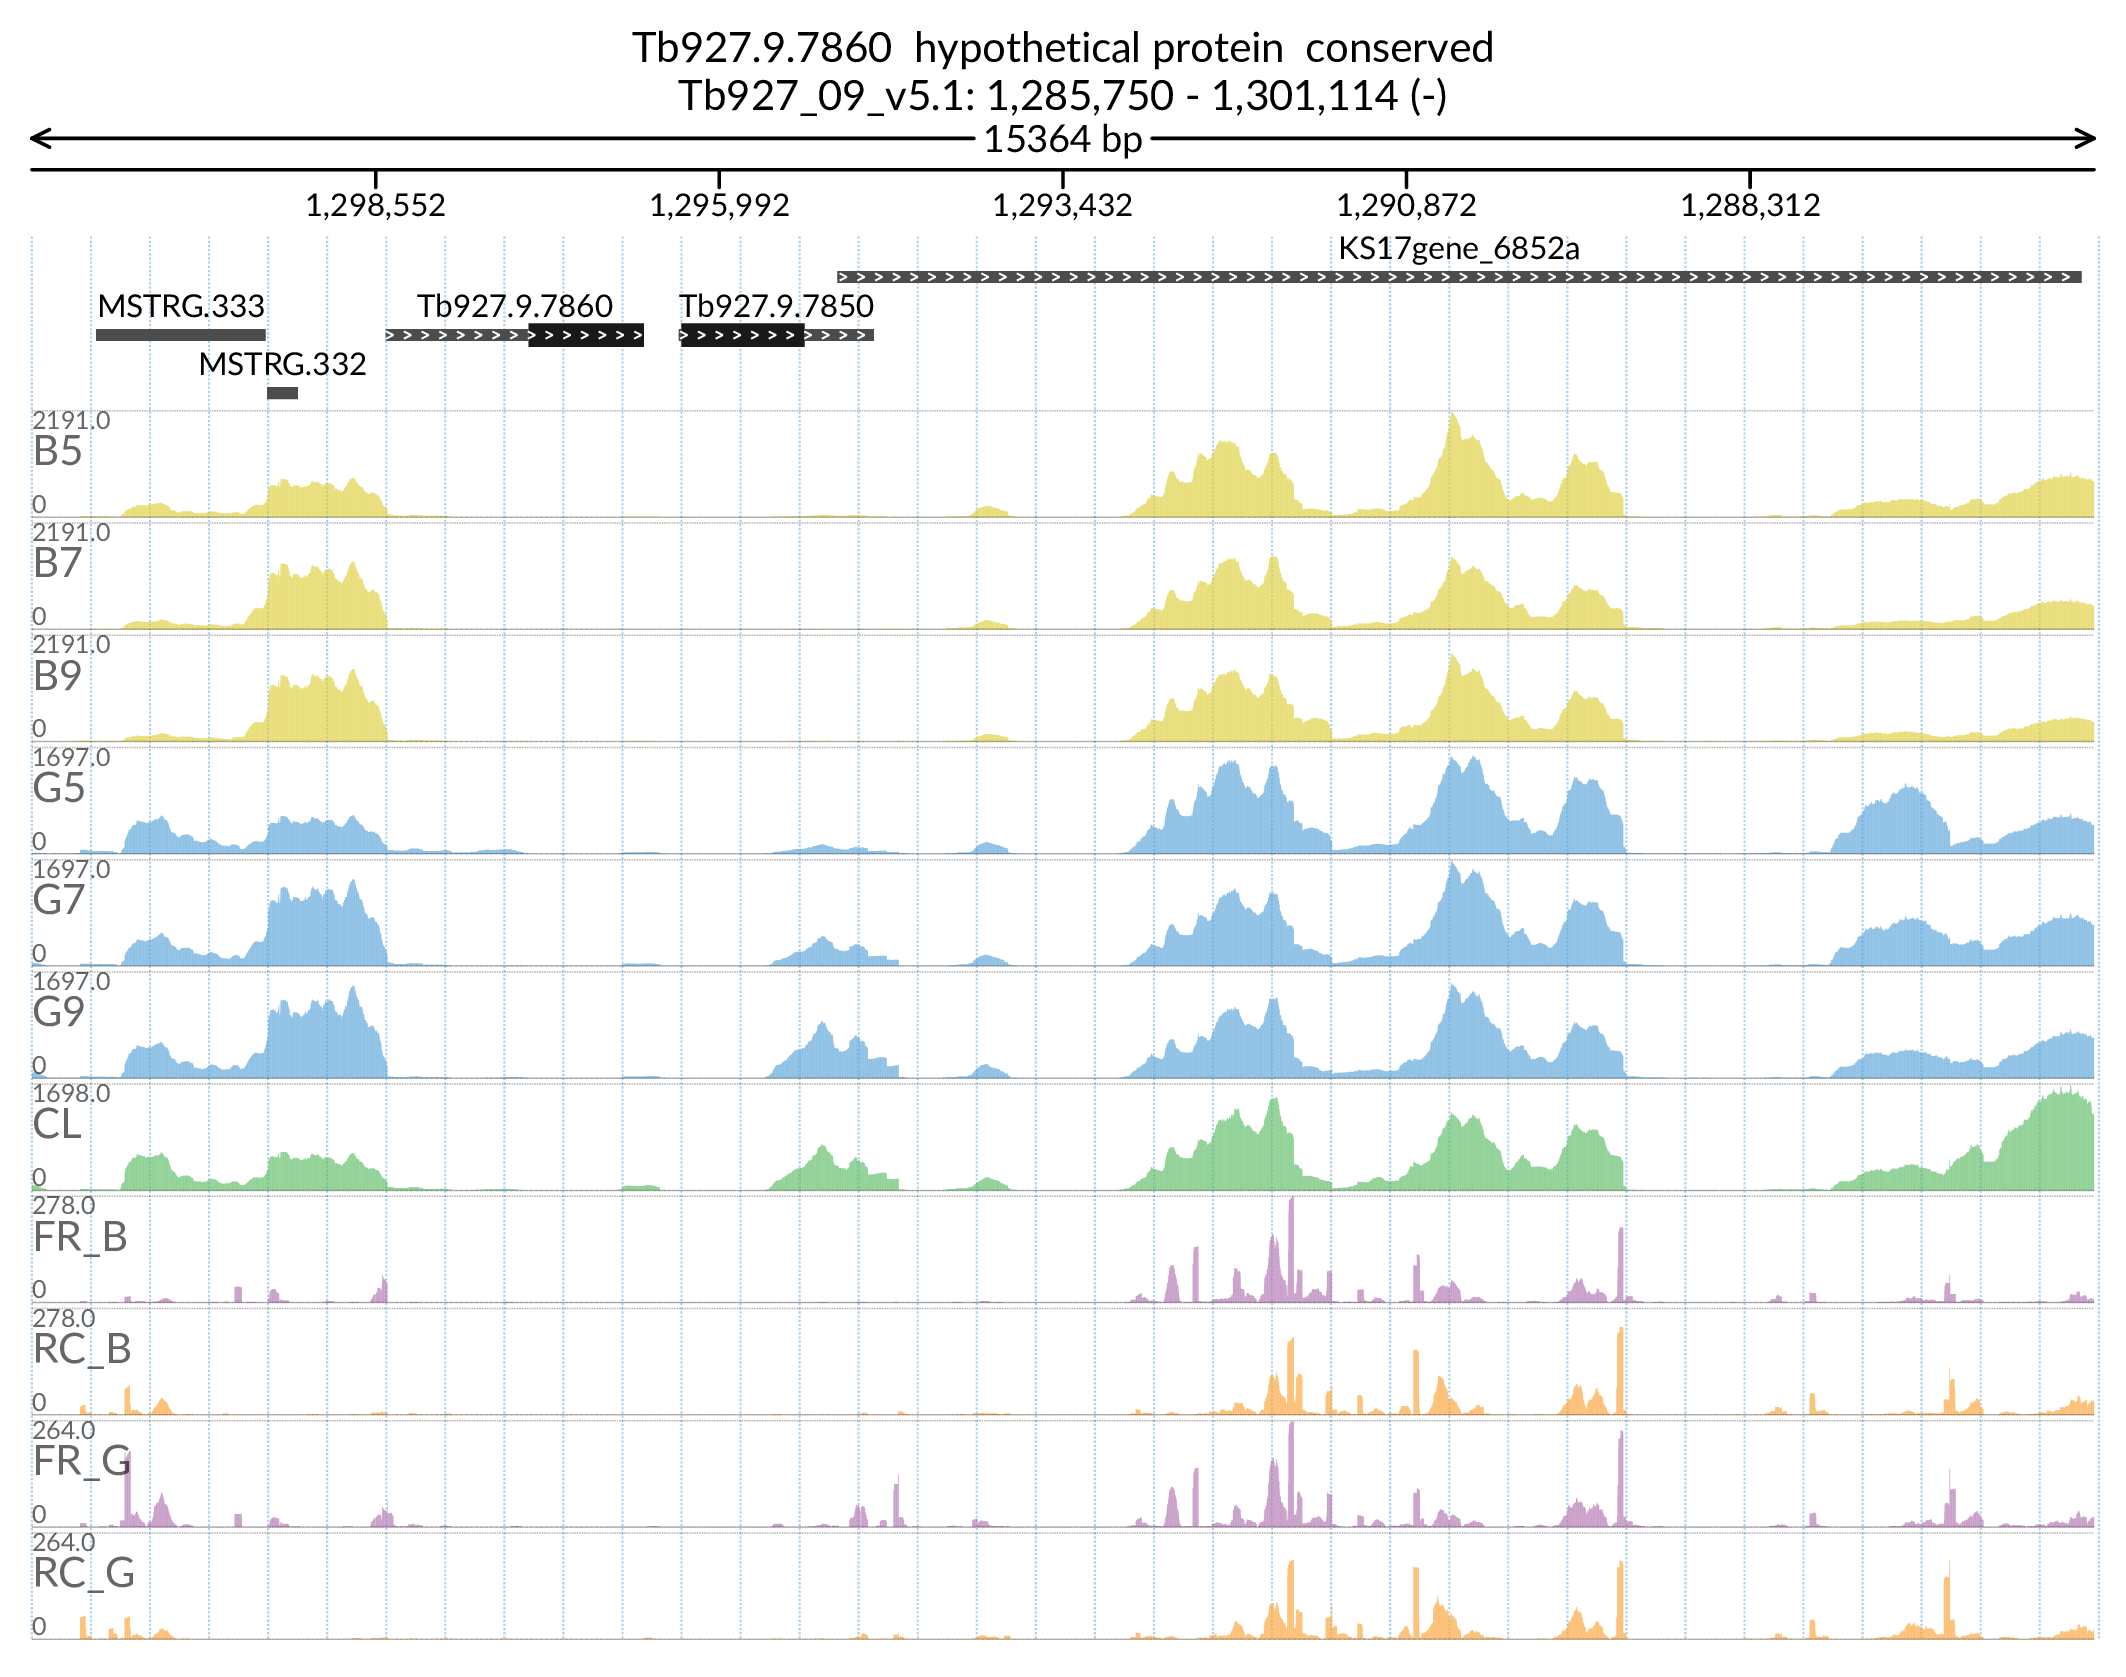 Tb927.9.7860 hypothetical protein conserved
Tb927_09_v5.1: 1,285,750 - 1,301,114 (-)
15364 bp
1,298,552 1,295,992 1,293,432 1,290,872 1,288,312
KS17gene_6852a
MSTRG.333 Tb927.9.7860 Tb927.9.7850
MSTRG.332
2191.0
B5
0
2191.0
B7
0
2191.0
B9
0
1697.0
G5
0
1697.0
G7
0
1697.0
G9
0
1698.0
CL
0
278.0
FR_B
0
278.0
RC_B
0
264.0
FR_G
0
264.0
RC_G
0